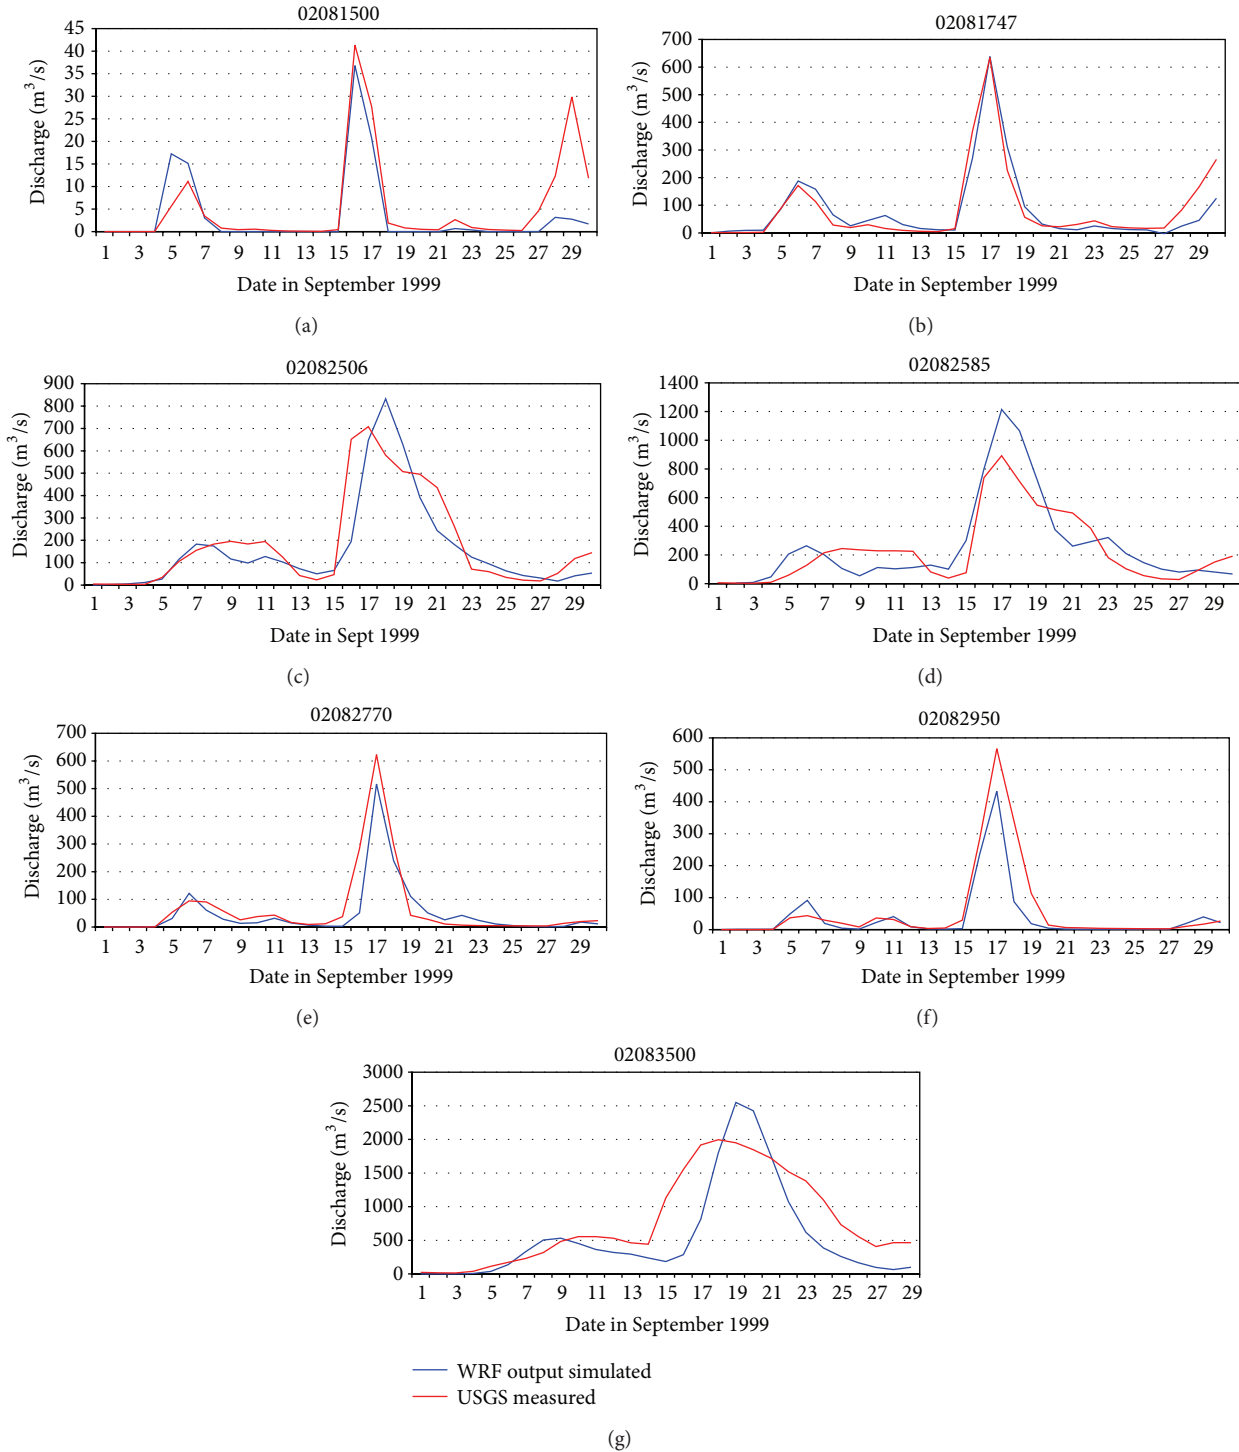 02081500
Discharge (m³/s)
45
40
35
30
25
20
15
10
5
0
1 3 5 7 9 11 13 15 17 19 21 23 25 27 29
Date in September 1999
(a)
02081747
Discharge (m³/s)
700
600
500
400
300
200
100
0
1 3 5 7 9 11 13 15 17 19 21 23 25 27 29
Date in September 1999
(b)
02082506
Discharge (m³/s)
900
800
700
600
500
400
300
200
100
0
1 3 5 7 9 11 13 15 17 19 21 23 25 27 29
Date in Sept 1999
(c)
02082585
Discharge (m³/s)
1400
1200
1000
800
600
400
200
0
1 3 5 7 9 11 13 15 17 19 21 23 25 27 29
Date in September 1999
(d)
02082770
Discharge (m³/s)
700
600
500
400
300
200
100
0
1 3 5 7 9 11 13 15 17 19 21 23 25 27 29
Date in September 1999
(e)
02082950
Discharge (m³/s)
600
500
400
300
200
100
0
1 3 5 7 9 11 13 15 17 19 21 23 25 27 29
Date in September 1999
(f)
02083500
Discharge (m³/s)
3000
2500
2000
1500
1000
500
0
1 3 5 7 9 11 13 15 17 19 21 23 25 27 29
Date in September 1999
WRF output simulated
USGS measured
(g)